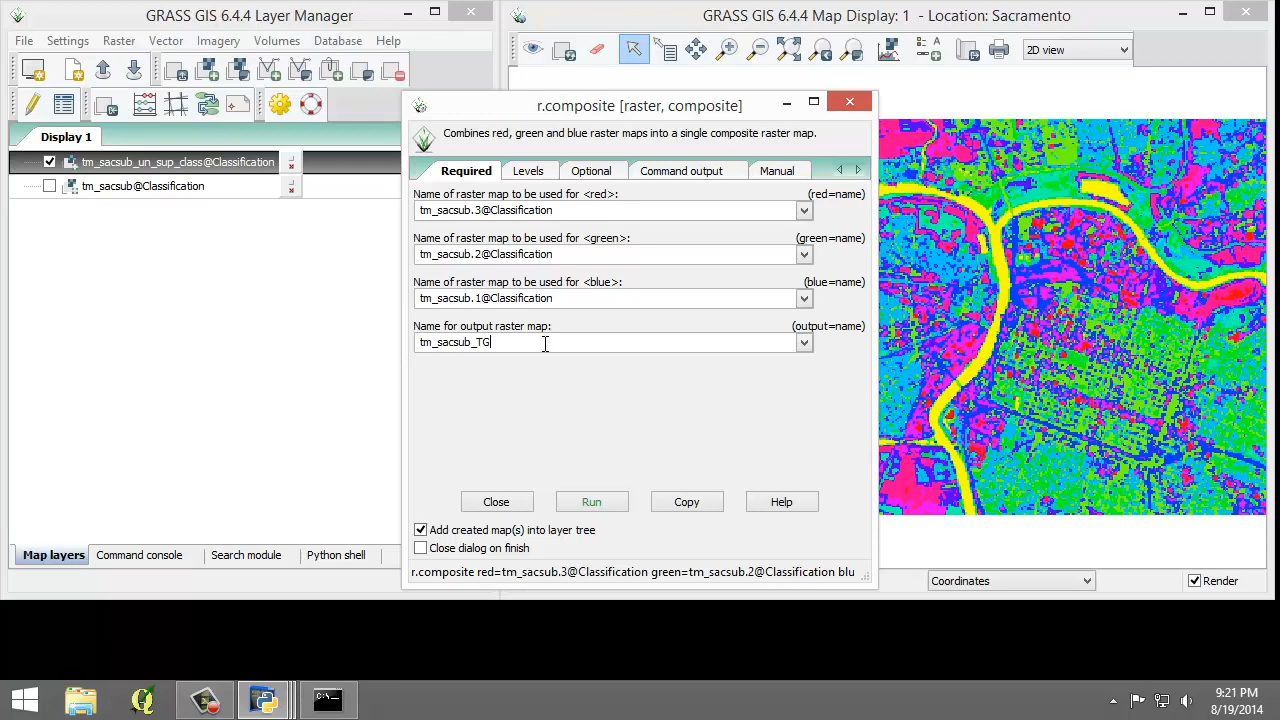 GRASS GIS 6.4.4 Layer Manager
GRASS GIS 6.4.4 Map Display: 1 - Location: Sacramento
File Settings Raster Vector Imagery Volumes Database Help
2D view
Display 1
tm_sacsub_un_sup_class@Classification
tm_sacsub@Classification
r.composite [raster, composite]
Combines red, green and blue raster maps into a single composite raster map.
Required Levels Optional Command output Manual
Name of raster map to be used for <red>: (red=name)
tm_sacsub.3@Classification
Name of raster map to be used for <green>: (green=name)
tm_sacsub.2@Classification
Name of raster map to be used for <blue>: (blue=name)
tm_sacsub.1@Classification
Name for output raster map: (output=name)
tm_sacsub_TG
Close Run Copy Help
Add created map(s) into layer tree
Close dialog on finish
r.composite red=tm_sacsub.3@Classification green=tm_sacsub.2@Classification blu
Map layers Command console Search module Python shell
Coordinates
Render
9:21 PM
8/19/2014